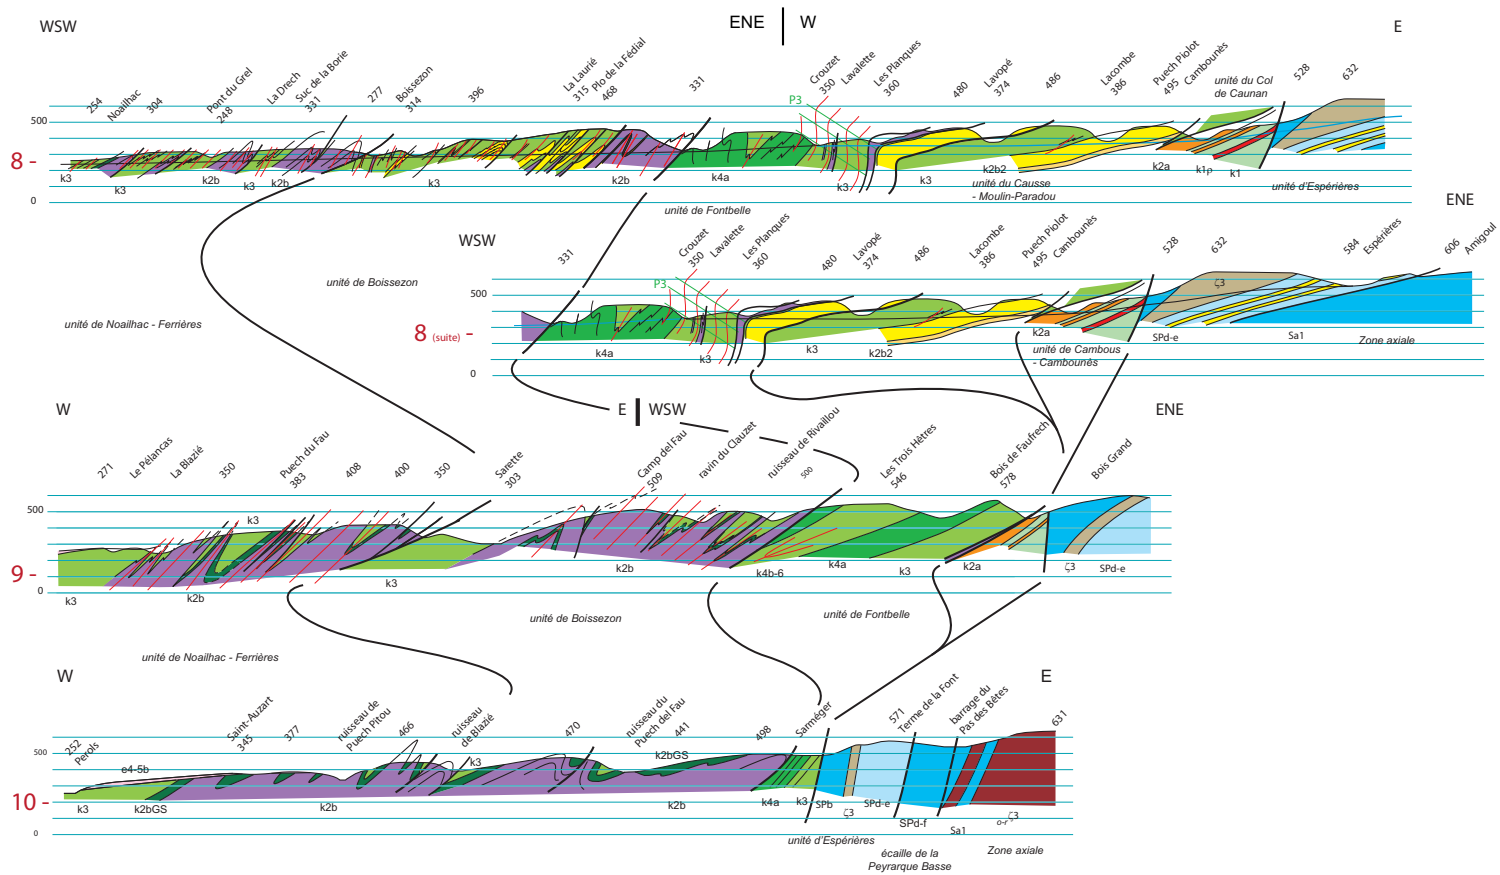 WSW
ENE
W
E
254
Noailhac
304
Pont du Grel
248
La Drech
Suc de la Borie
331
277
Boissezon
314
396
La Laurié
315
Plo de la Fédial
468
331
Crouzet
350
Lavalette
Les Planques
360
480
Lavopé
374
486
Lacombe
386
Puech Piolot
495
Cambounès
unité du Col
de Caunan
528
632
P3
500
8 -
0
k3
k3
k2b
k3
k2b
k3
k2b
k4a
k3
k3
k2b2
k2a
k1ρ
k1
unité du Causse
- Moulin-Paradou
unité d'Espérières
unité de Fontbelle
ENE
WSW
331
Crouzet
350
Lavalette
Les Planques
360
480
Lavopé
374
486
Lacombe
386
Puech Piolot
495
Cambounès
528
632
584
Espérières
606
Amigoul
P3
ζ3
500
8 (suite) -
0
k4a
k3
k3
k2b2
k2a
unité de Cambous
- Cambounès
SPd-e
Sa1
Zone axiale
unité de Boissezon
unité de Noailhac - Ferrières
W
E
WSW
ENE
271
Le Pélancas
La Blazié
350
Puech du Fau
383
408
400
350
Sarette
303
Camp del Fau
509
ravin du Clauzet
ruisseau de Rivaillou
500
Les Trois Hêtres
546
Bois de Faufrech
578
Bois Grand
500
k3
9 -
0
k3
k2b
k3
k2b
k4b-6
k4a
k3
k2a
ζ3
SPd-e
unité de Boissezon
unité de Fontbelle
unité de Noailhac - Ferrières
W
E
252
Perols
Saint-Auzart
345
377
ruisseau de
Puech Pitou
466
ruisseau
de Blazié
470
ruisseau du
Puech del Fau
441
498
Sarméger
571
Terme de la Font
barrage du
Pas des Bêtes
631
500
e4-5b
k3
k2bGS
10 -
0
k3
k2bGS
k2b
k2b
k4a
k3
SPb
ζ3
SPd-e
SPd-f
Sa1
o-rζ3
unité d'Espérières
écaille de la
Peyrarque Basse
Zone axiale